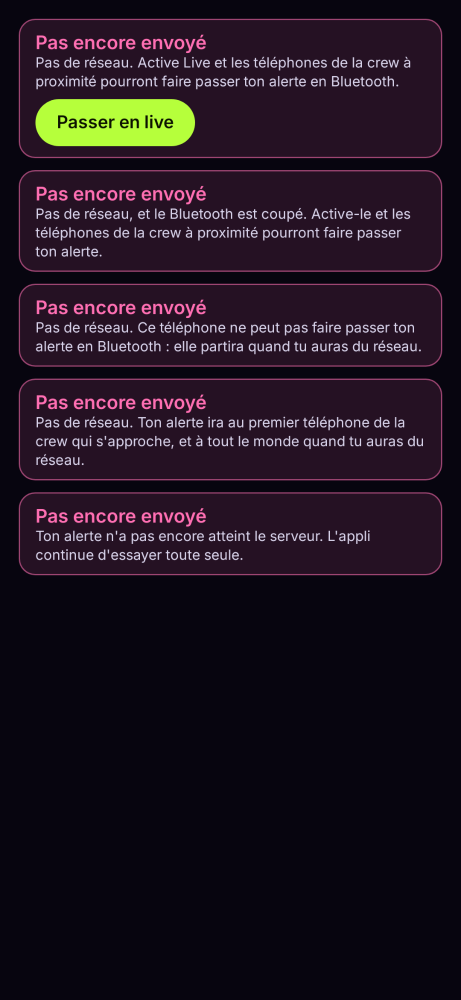 Pas encore envoyé
Pas de réseau. Active Live et les téléphones de la crew à
proximité pourront faire passer ton alerte en Bluetooth.
Passer en live
Pas encore envoyé
Pas de réseau, et le Bluetooth est coupé. Active-le et les
téléphones de la crew à proximité pourront faire passer
ton alerte.
Pas encore envoyé
Pas de réseau. Ce téléphone ne peut pas faire passer ton
alerte en Bluetooth : elle partira quand tu auras du réseau.
Pas encore envoyé
Pas de réseau. Ton alerte ira au premier téléphone de la
crew qui s'approche, et à tout le monde quand tu auras du
réseau.
Pas encore envoyé
Ton alerte n'a pas encore atteint le serveur. L'appli
continue d'essayer toute seule.